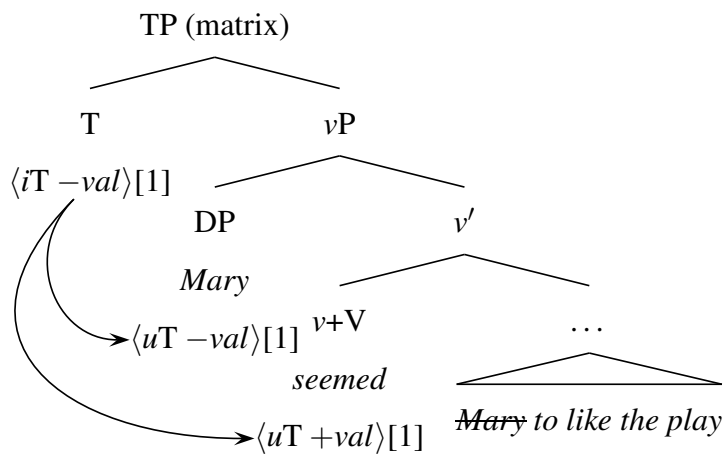 TP (matrix)
T vP
⟨iT −val⟩[1]
DP v′
Mary
⟨uT −val⟩[1] v+V …
seemed
⟨uT +val⟩[1] Mary to like the play